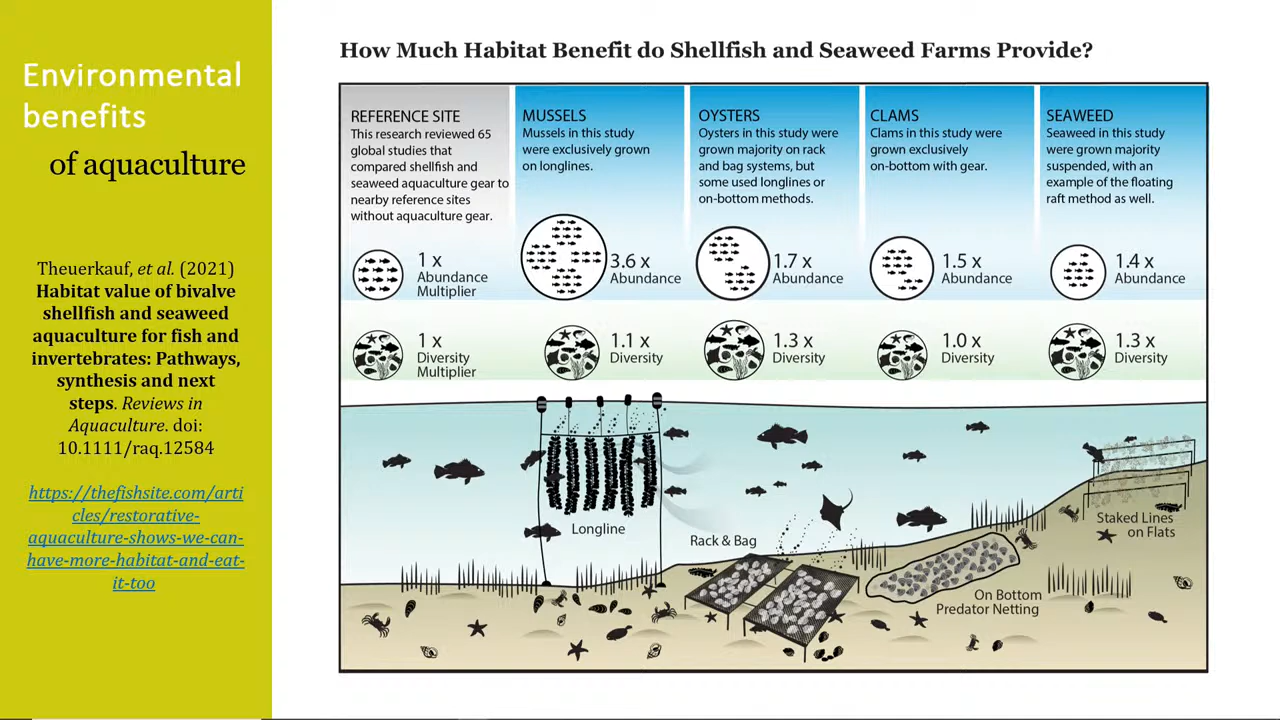 Environmental
benefits
of aquaculture
Theuerkauf, et al. (2021)
Habitat value of bivalve
shellfish and seaweed
aquaculture for fish and
invertebrates: Pathways,
synthesis and next
steps. Reviews in
Aquaculture. doi:
10.1111/raq.12584
https://thefishsite.com/arti
cles/restorative-
aquaculture-shows-we-can-
have-more-habitat-and-eat-
it-too
How Much Habitat Benefit do Shellfish and Seaweed Farms Provide?
REFERENCE SITE
This research reviewed 65
global studies that
compared shellfish and
seaweed aquaculture gear to
nearby reference sites
without aquaculture gear.
1 x
Abundance
Multiplier
1 x
Diversity
Multiplier
MUSSELS
Mussels in this study
were exclusively grown
on longlines.
3.6 x
Abundance
1.1 x
Diversity
OYSTERS
Oysters in this study were
grown majority on rack
and bag systems, but
some used longlines or
on-bottom methods.
1.7 x
Abundance
1.3 x
Diversity
CLAMS
Clams in this study were
grown exclusively
on-bottom with gear.
1.5 x
Abundance
1.0 x
Diversity
SEAWEED
Seaweed in this study
were grown majority
suspended, with an
example of the floating
raft method as well.
1.4 x
Abundance
1.3 x
Diversity
Longline
Rack & Bag
On Bottom
Predator Netting
Staked Lines
on Flats